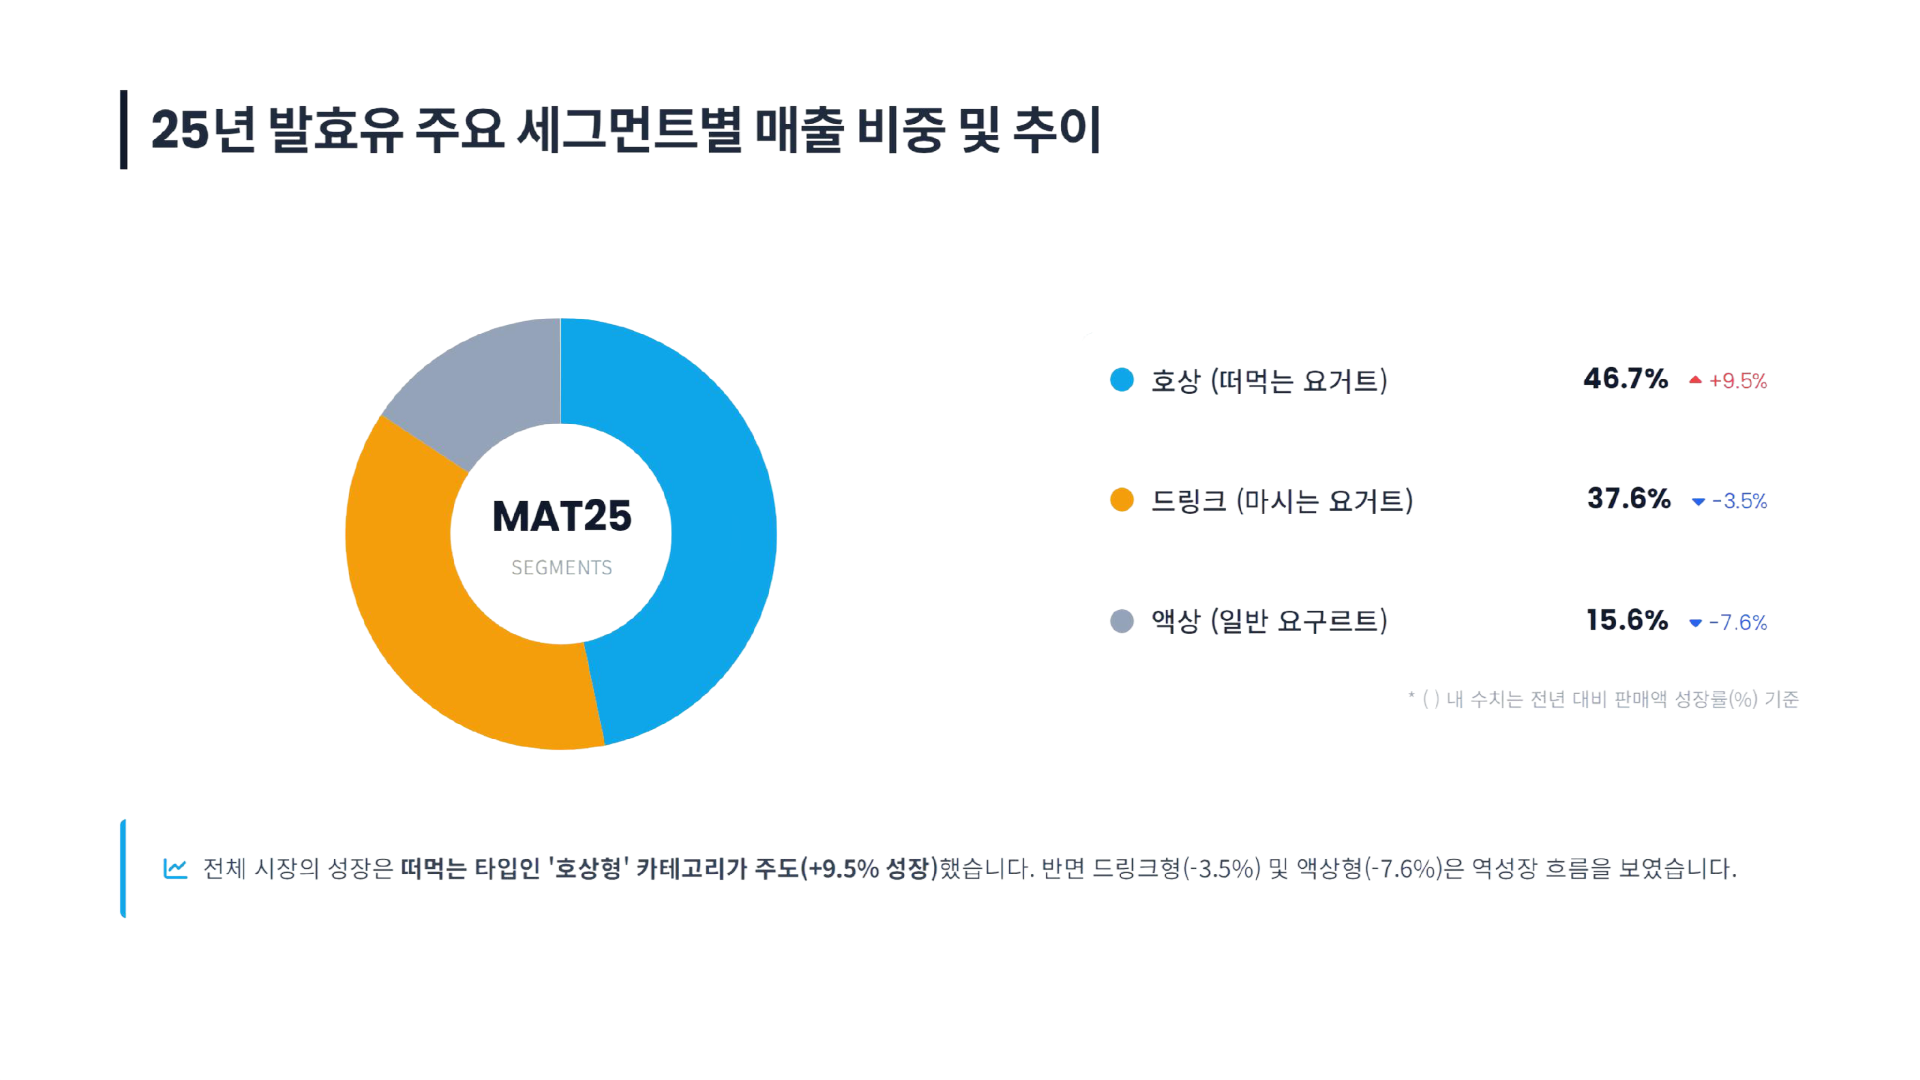 25년 발효유 주요 세그먼트별 매출 비중 및 추이
MAT25
SEGMENTS
호상 (떠먹는 요거트) 46.7% +9.5%
드링크 (마시는 요거트) 37.6% -3.5%
액상 (일반 요구르트) 15.6% -7.6%
* ( ) 내 수치는 전년 대비 판매액 성장률(%) 기준
전체 시장의 성장은 떠먹는 타입인 '호상형' 카테고리가 주도(+9.5% 성장)했습니다. 반면 드링크형(-3.5%) 및 액상형(-7.6%)은 역성장 흐름을 보였습니다.